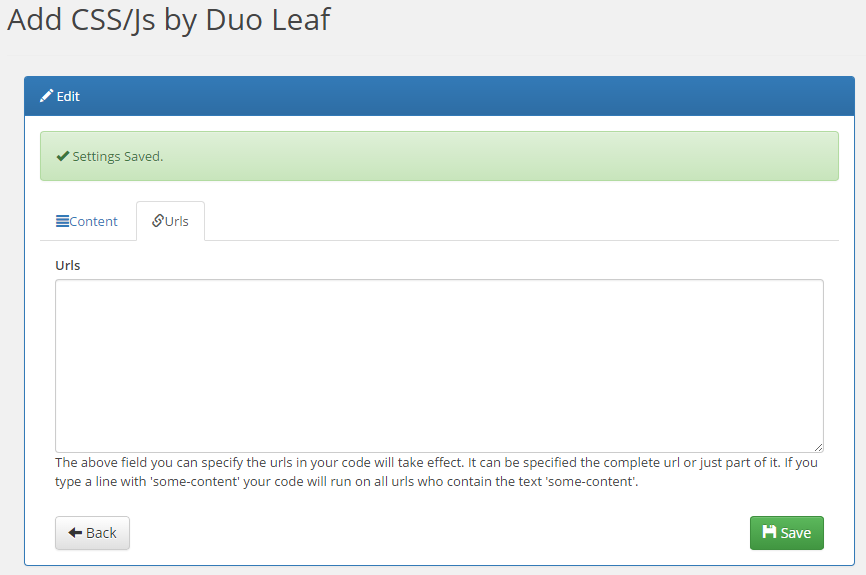 Add CSS/Js by Duo Leaf
Edit
Settings Saved.
Content Urls
Urls
The above field you can specify the urls in your code will take effect. It can be specified the complete url or just part of it. If you
type a line with 'some-content' your code will run on all urls who contain the text 'some-content'.
Back Save